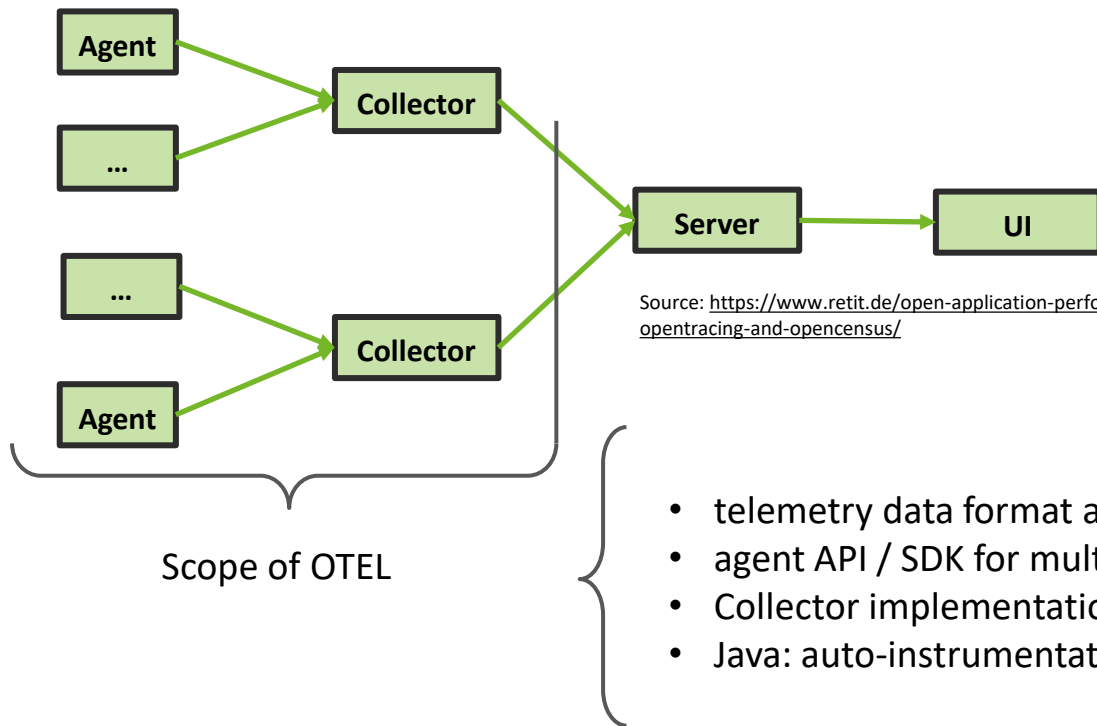 Agent
Collector
...
Server
UI
...
Source: https://www.retit.de/open-application-perfo
opentracing-and-opencensus/
Collector
Agent
Scope of OTEL
• telemetry data format a
• agent API / SDK for mult
• Collector implementatio
• Java: auto-instrumentat